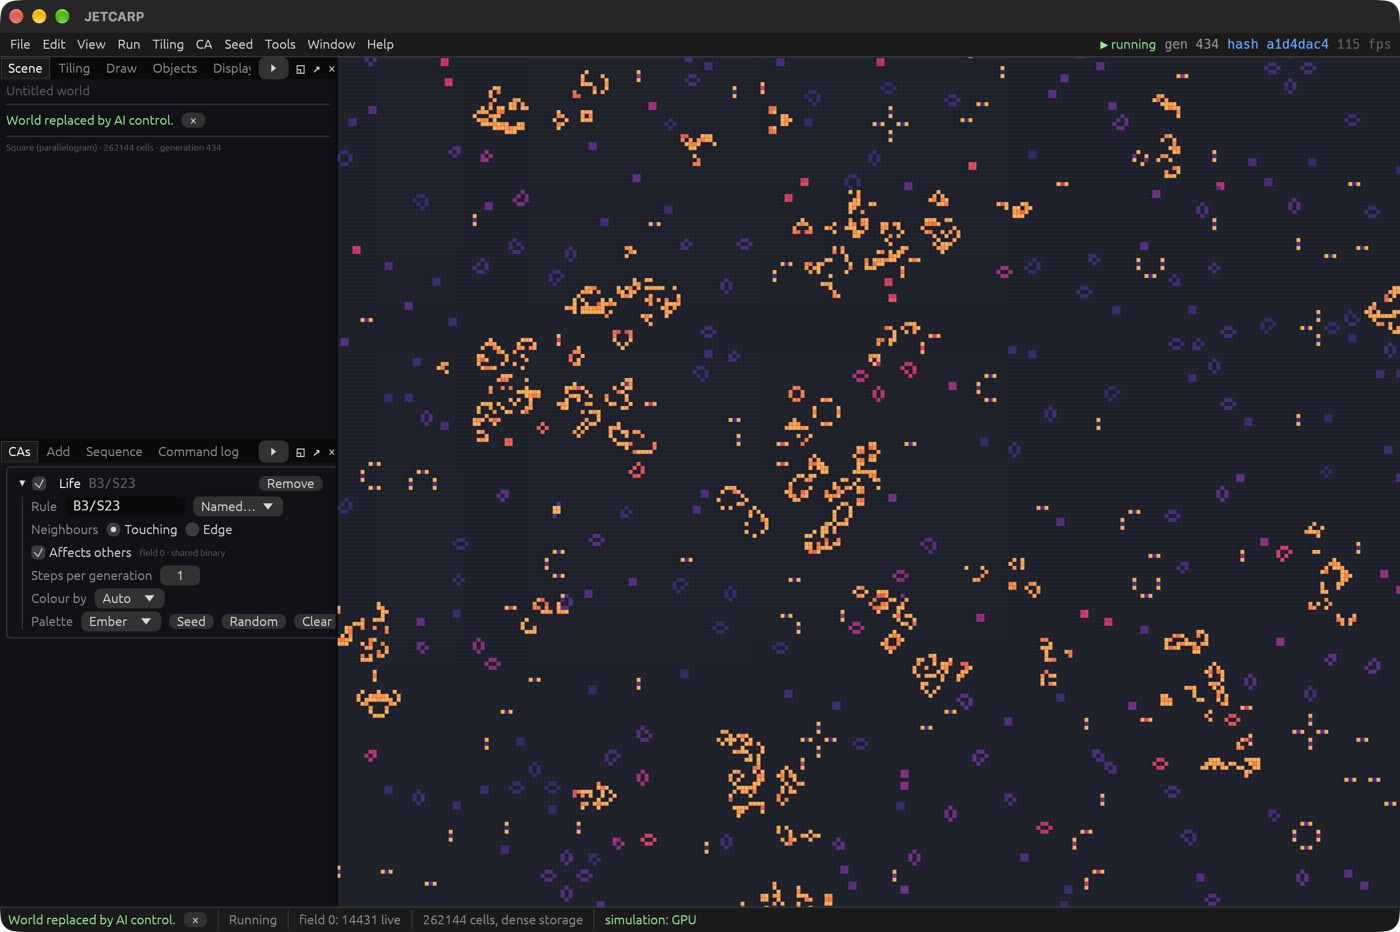 JETCARP
File Edit View Run Tiling CA Seed Tools Window Help
running gen 434 hash a1d4dac4 115 fps
Scene Tiling Draw Objects Display
Untitled world
World replaced by AI control. ×
Square (parallelogram) · 262144 cells · generation 434
CAs Add Sequence Command log
Life B3/S23 Remove
Rule B3/S23 Named...
Neighbours Touching Edge
Affects others field 0 · shared binary
Steps per generation 1
Colour by Auto
Palette Ember Seed Random Clear
World replaced by AI control. × Running field 0: 14431 live 262144 cells, dense storage simulation: GPU